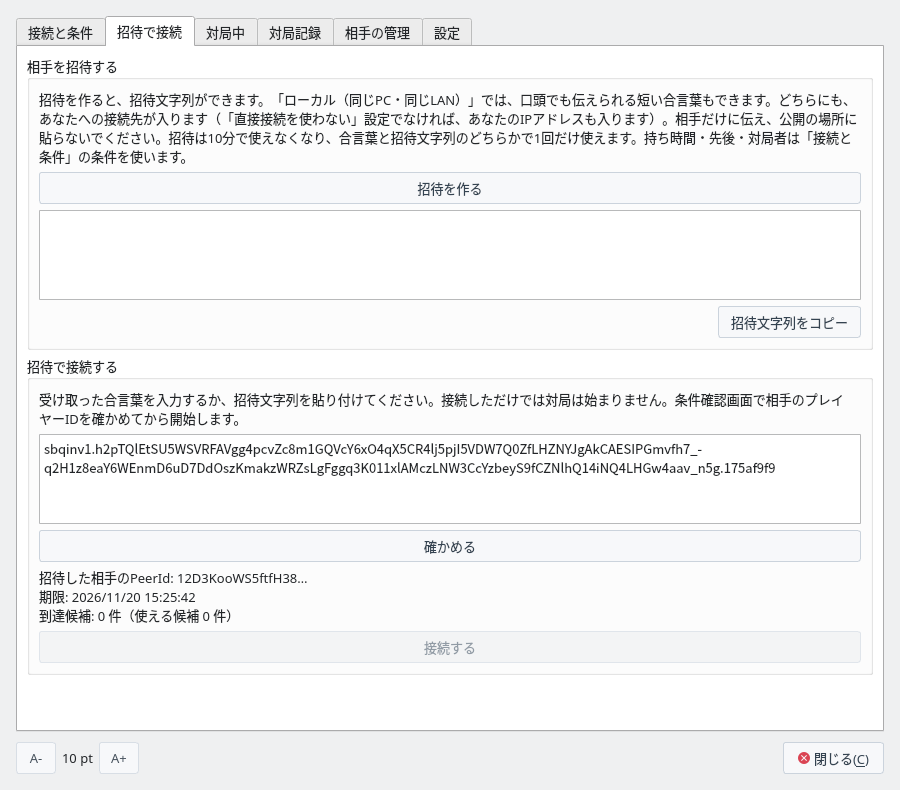 接続と条件 招待で接続 対局中 対局記録 相手の管理 設定
相手を招待する
招待を作ると、招待文字列ができます。「ローカル（同じPC・同じLAN）」では、口頭でも伝えられる短い合言葉もできます。どちらにも、
あなたへの接続先が入ります（「直接接続を使わない」設定でなければ、あなたのIPアドレスも入ります）。相手だけに伝え、公開の場所に
貼らないでください。招待は10分で使えなくなり、合言葉と招待文字列のどちらかで1回だけ使えます。持ち時間・先後・対局者は「接続と
条件」の条件を使います。
招待を作る
招待文字列をコピー
招待で接続する
受け取った合言葉を入力するか、招待文字列を貼り付けてください。接続しただけでは対局は始まりません。条件確認画面で相手のプレイ
ヤーIDを確かめてから開始します。
sbqinv1.h2pTQlEtSU5WSVRFAVgg4pcvZc8m1GQVcY6xO4qX5CR4lj5pjI5VDW7Q0ZfLHZNYJgAkCAESIPGmvfh7_-
q2H1z8eaY6WEnmD6uD7DdOszKmakzWRZsLgFggq3K011xlAMczLNW3CcYzbeyS9fCZNlhQ14iNQ4LHGw4aav_n5g.175af9f9
確かめる
招待した相手のPeerId: 12D3KooWS5ftfH38...
期限: 2026/11/20 15:25:42
到達候補: 0 件（使える候補 0 件）
接続する
A- 10 pt A+ 閉じる(C)